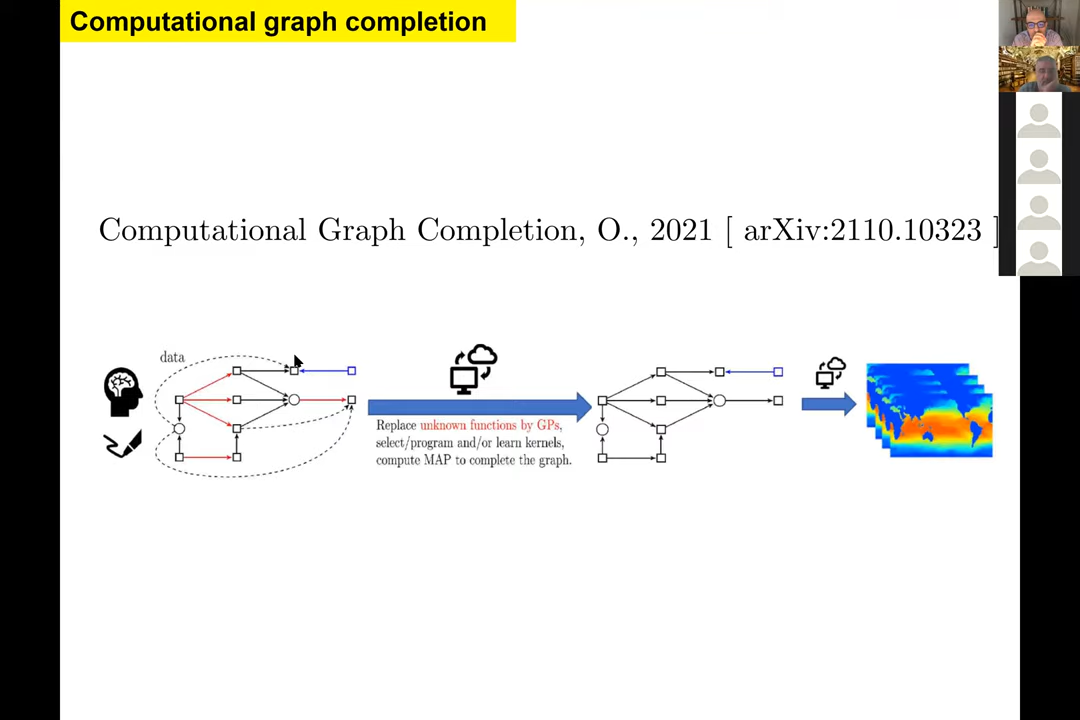 Computational graph completion
Computational Graph Completion, O., 2021 [ arXiv:2110.10323 ]
data
Replace unknown functions by GPs,
select/program and/or learn kernels,
compute MAP to complete the graph.